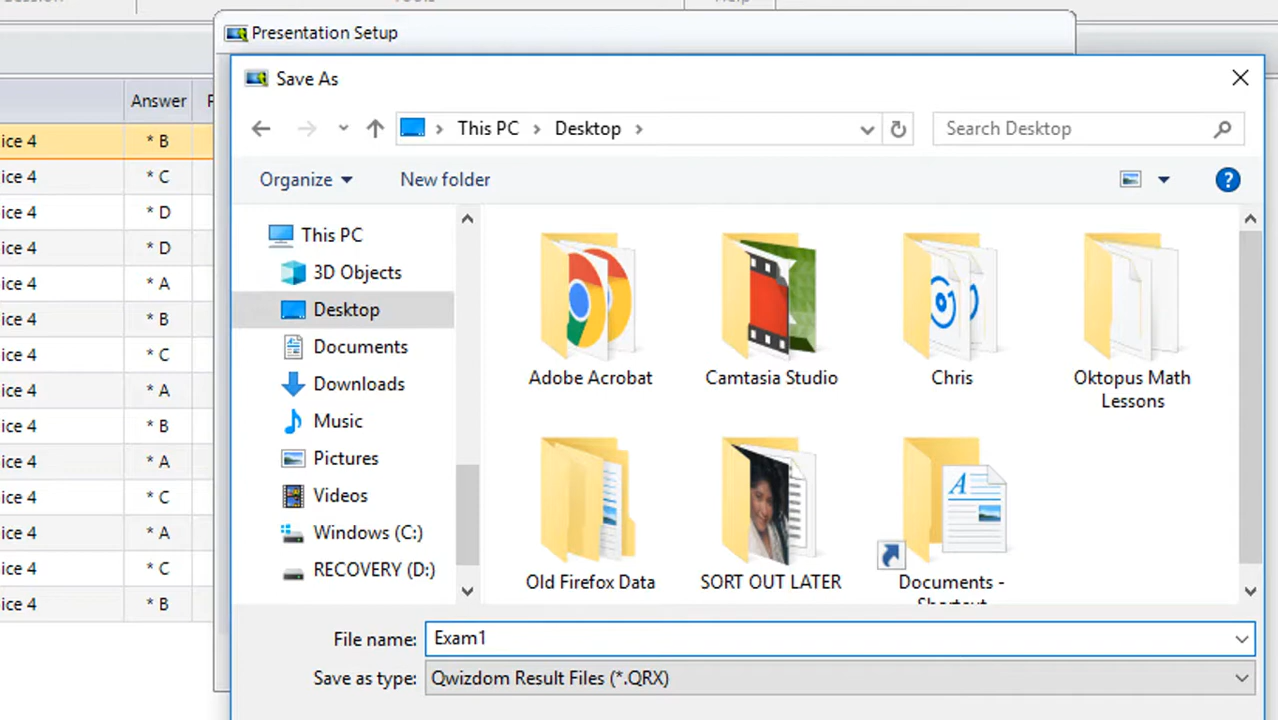 Presentation Setup
Save As
This PC > Desktop >
Search Desktop
Organize
New folder
Answer
ice 4 * B
ice 4 * C
ice 4 * D
ice 4 * D
ice 4 * A
ice 4 * B
ice 4 * C
ice 4 * A
ice 4 * B
ice 4 * A
ice 4 * C
ice 4 * A
ice 4 * C
ice 4 * B
This PC
3D Objects
Desktop
Documents
Downloads
Music
Pictures
Videos
Windows (C:)
RECOVERY (D:)
Adobe Acrobat
Camtasia Studio
Chris
Oktopus Math
Lessons
Old Firefox Data
SORT OUT LATER
Documents -
Shortcut
File name: Exam1
Save as type: Qwizdom Result Files (*.QRX)